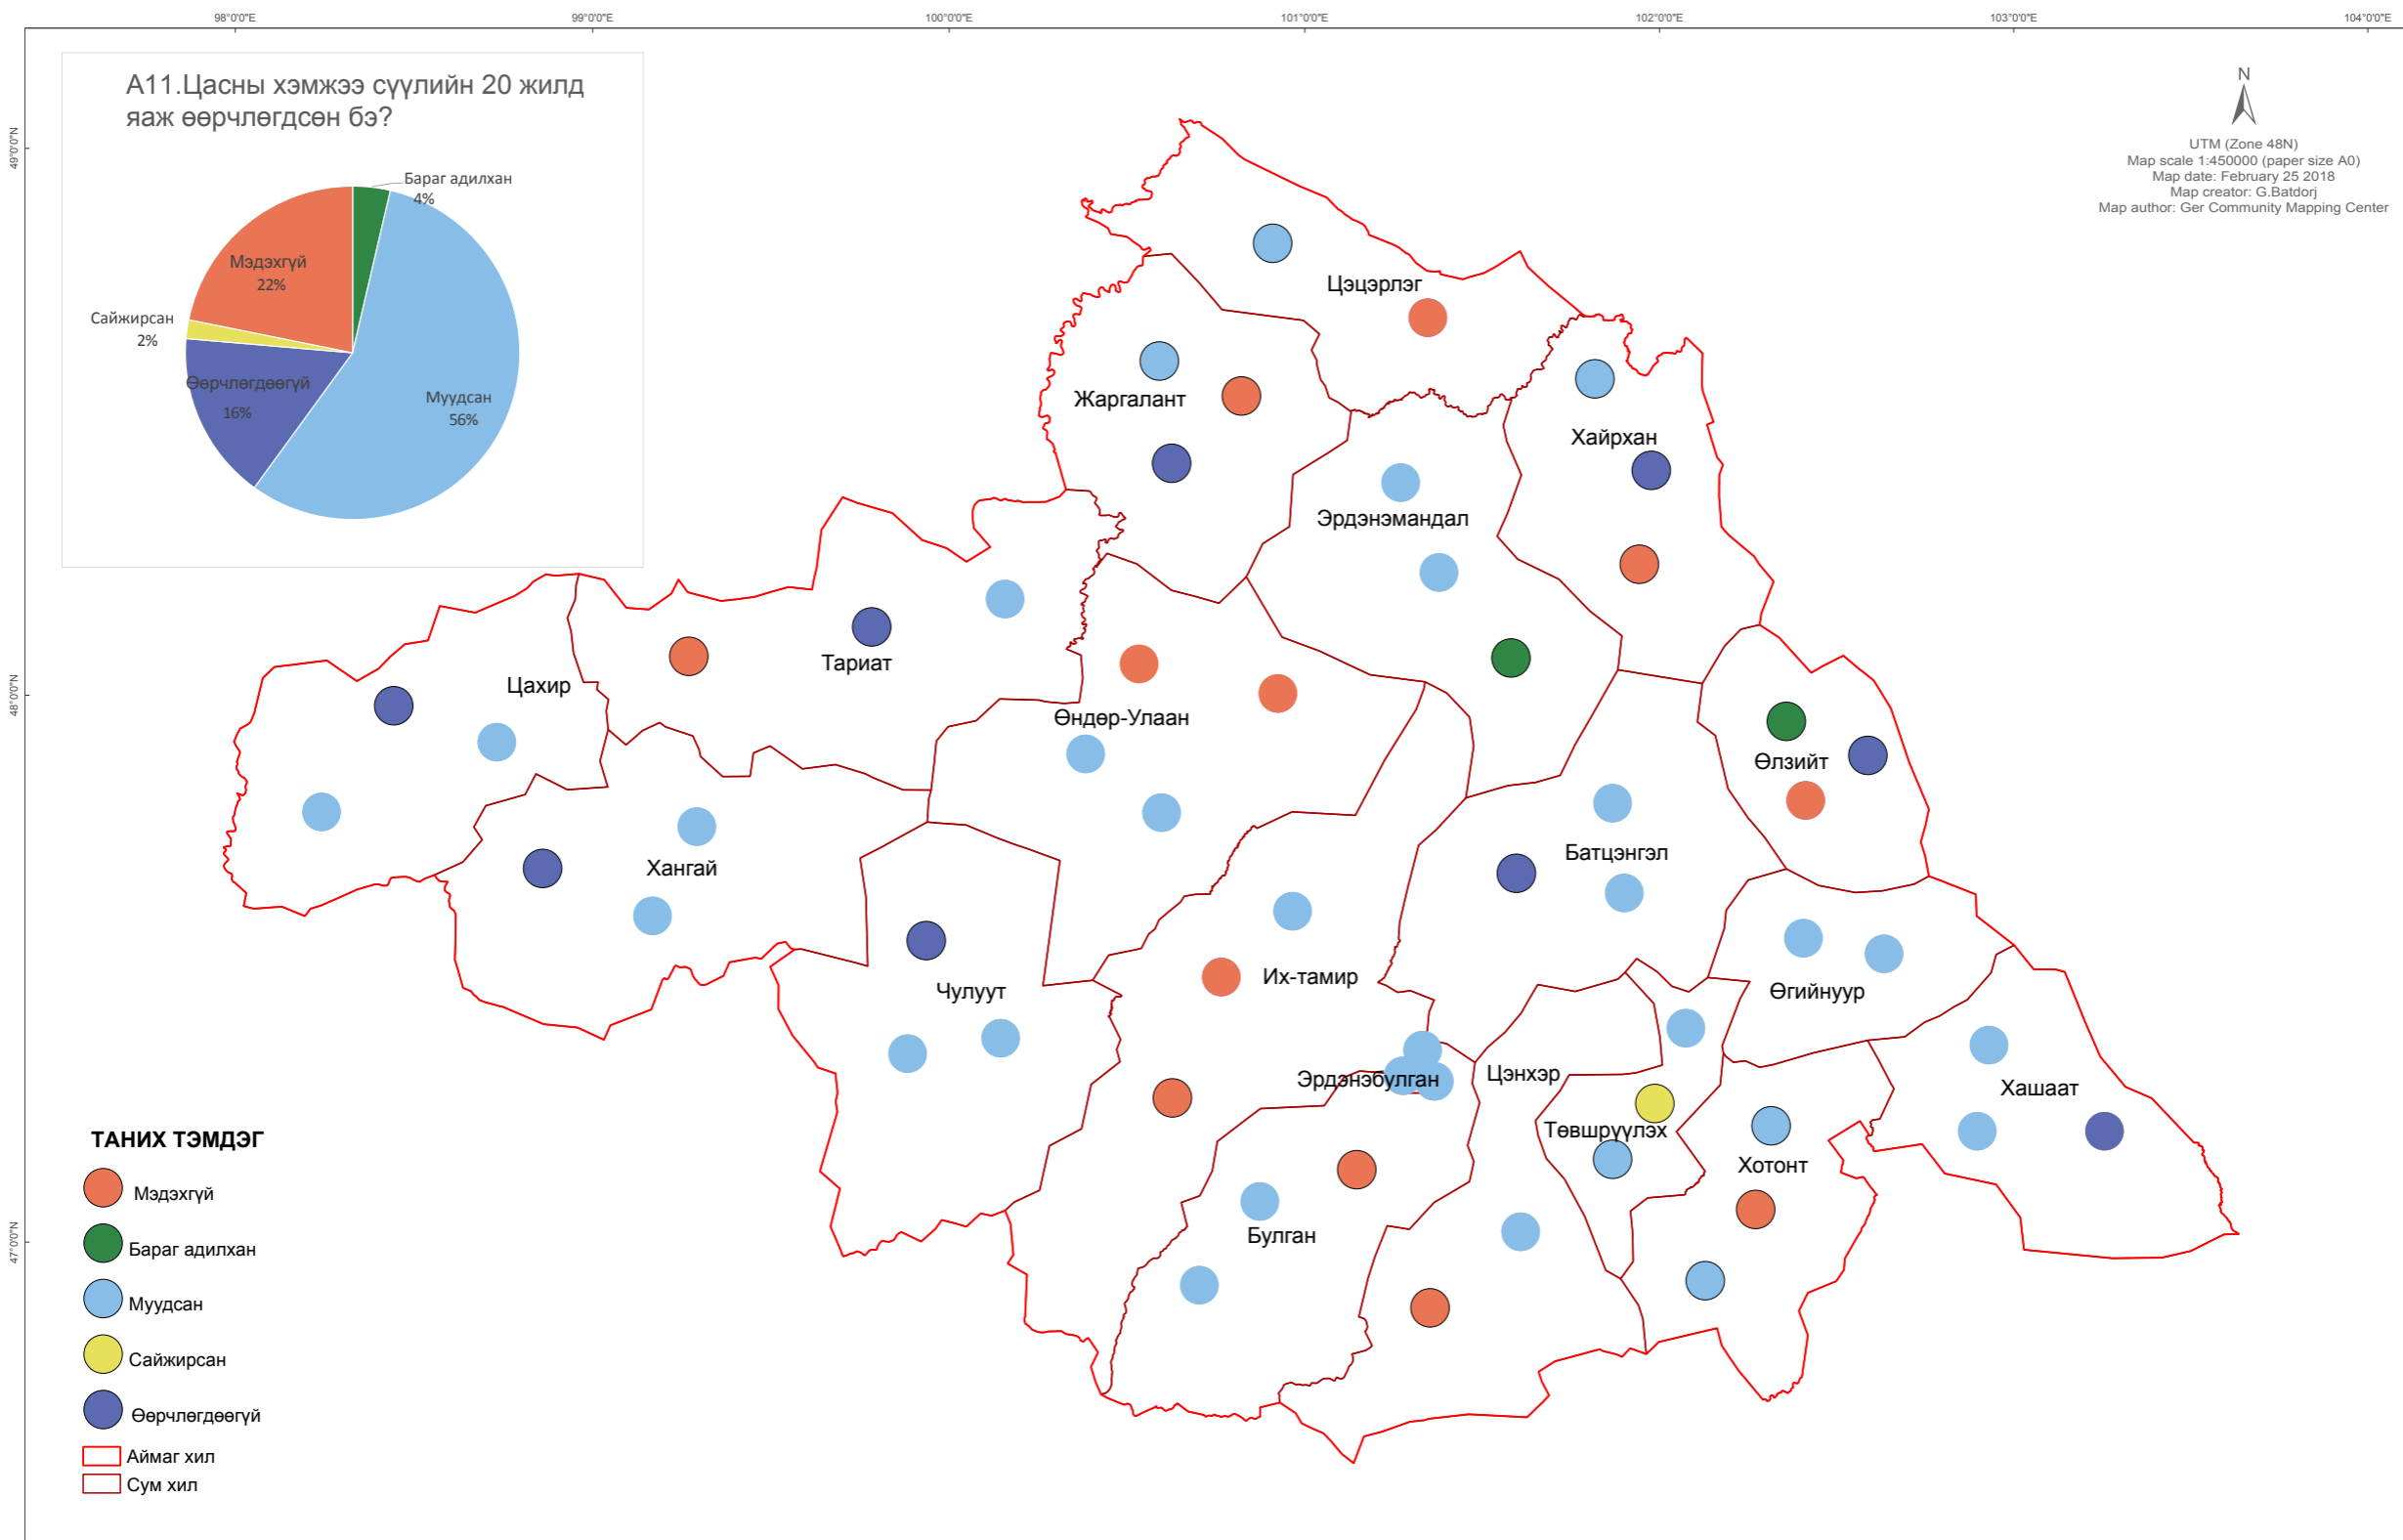 98°0'0"E
99°0'0"E
100°0'0"E
101°0'0"E
102°0'0"E
103°0'0"E
104°0'0"E
49°0'0"N
48°0'0"N
47°0'0"N
А11.Цасны хэмжээ сүүлийн 20 жилд
яаж өөрчлөгдсөн бэ?
Бараг адилхан
4%
Мэдэхгүй
22%
Сайжирсан
2%
Өөрчлөгдөөгүй
16%
Муудсан
56%
N
UTM (Zone 48N)
Map scale 1:450000 (paper size A0)
Map date: February 25 2018
Map creator: G.Batdorj
Map author: Ger Community Mapping Center
Цэцэрлэг
Жаргалант
Хайрхан
Эрдэнэмандал
Тариат
Цахир
Өндөр-Улаан
Өлзийт
Батцэнгэл
Хангай
Их-тамир
Чулуут
Өгийнуур
Эрдэнэбулган
Цэнхэр
Хашаат
Төвшрүүлэх
Хотонт
Булган
ТАНИХ ТЭМДЭГ
Мэдэхгүй
Бараг адилхан
Муудсан
Сайжирсан
Өөрчлөгдөөгүй
Аймаг хил
Сум хил